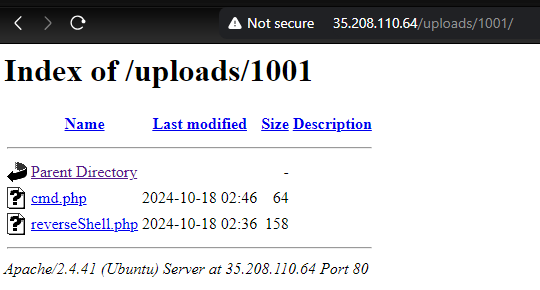 Not secure 35.208.110.64/uploads/1001/
Index of /uploads/1001
Name Last modified Size Description
Parent Directory -
cmd.php 2024-10-18 02:46 64
reverseShell.php 2024-10-18 02:36 158
Apache/2.4.41 (Ubuntu) Server at 35.208.110.64 Port 80